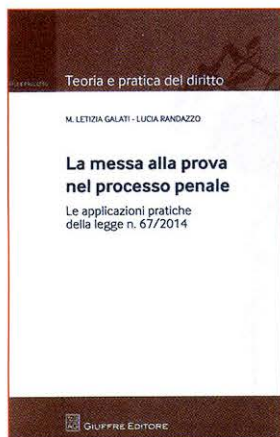 Teoria e pratica del diritto
M. LETIZIA GALATI - LUCIA RANDAZZO
La messa alla prova
nel processo penale
Le applicazioni pratiche
della legge n. 67/2014
GIUFFRÈ EDITORE